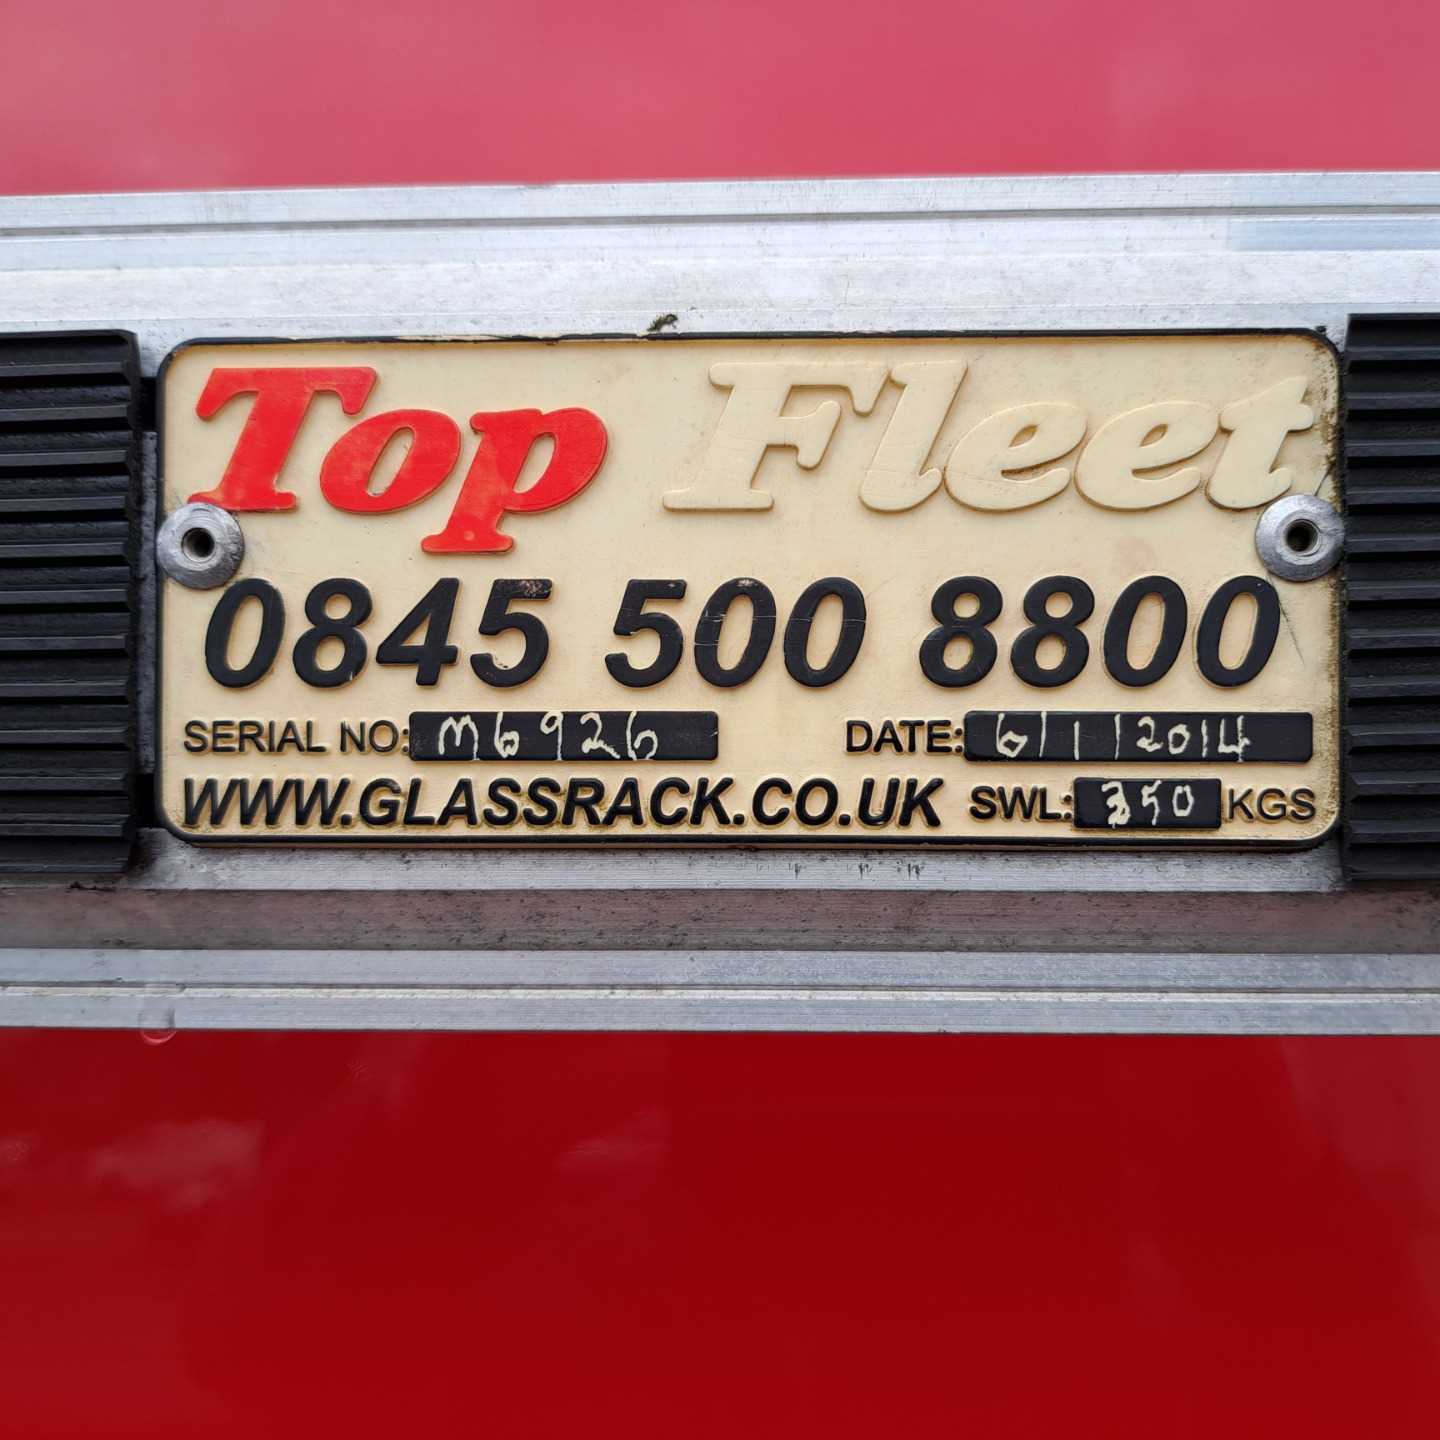 Top Fleet
0845 500 8800
SERIAL NO: M6926 DATE: 6/1/2014
WWW.GLASSRACK.CO.UK SWL: 350 KGS